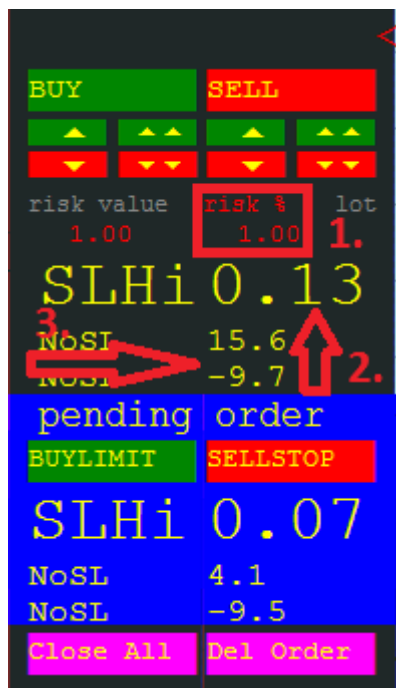 <
BUY SELL
risk value risk % lot
1.00 1.00 1.
SLHi 0.13
3.
NoSL 15.6
NoSL -9.7 2.
pending order
BUYLIMIT SELLSTOP
SLHi 0.07
NoSL 4.1
NoSL -9.5
Close All Del Order